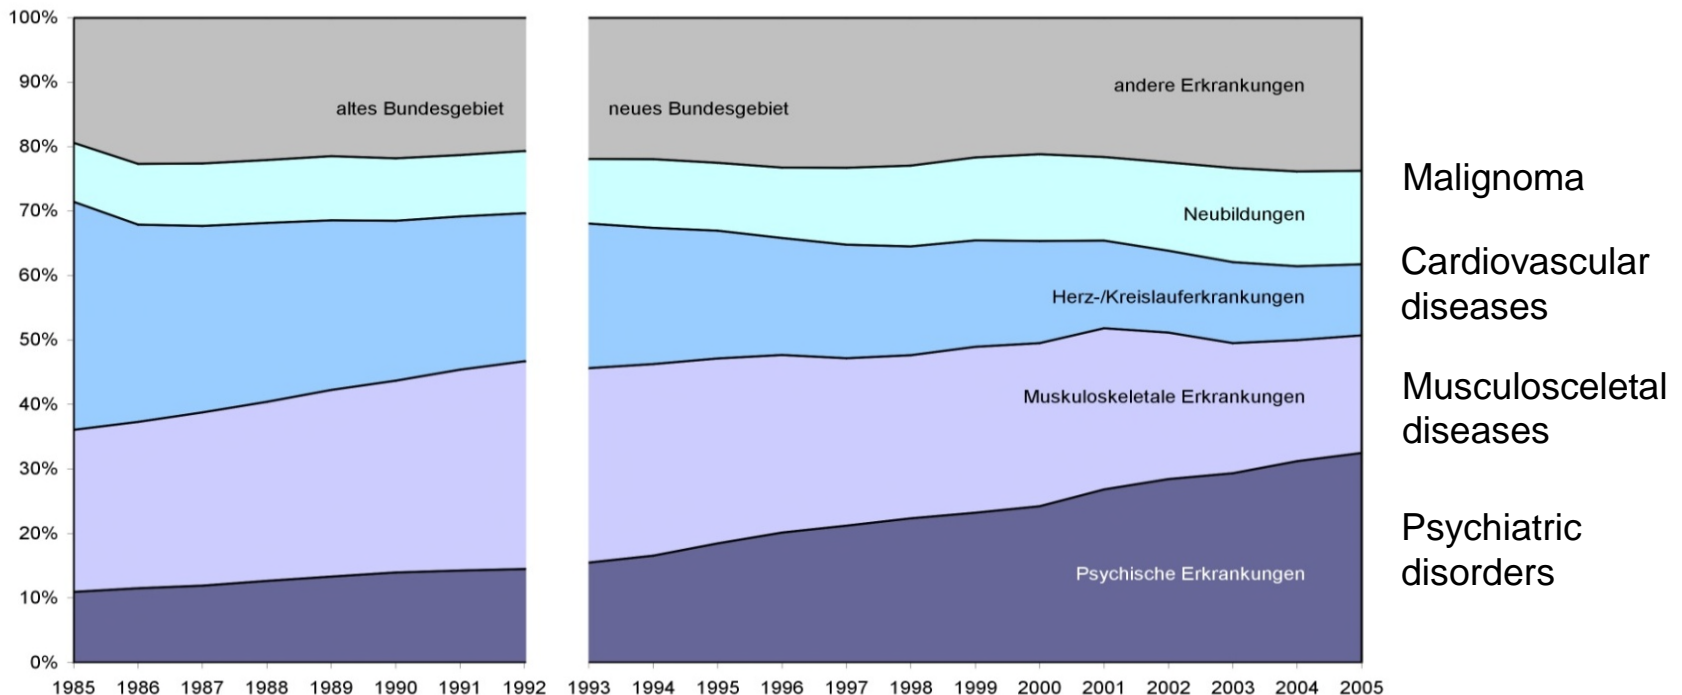 100%
90%
80%
70%
60%
50%
40%
30%
20%
10%
0%
altes Bundesgebiet
neues Bundesgebiet
andere Erkrankungen
Neubildungen
Herz-/Kreislauferkrankungen
Muskuloskeletale Erkrankungen
Psychische Erkrankungen
1985 1986 1987 1988 1989 1990 1991 1992 1993 1994 1995 1996 1997 1998 1999 2000 2001 2002 2003 2004 2005
Malignoma
Cardiovascular
diseases
Musculosceletal
diseases
Psychiatric
disorders